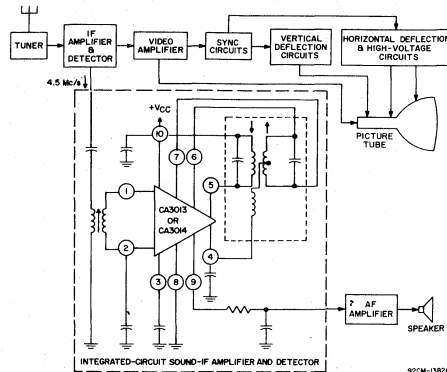 TUNER
IF
AMPLIFIER
&
DETECTOR
VIDEO
AMPLIFIER
SYNC
CIRCUITS
VERTICAL
DEFLECTION
CIRCUITS
HORIZONTAL DEFLECTION
& HIGH-VOLTAGE
CIRCUITS
4.5 Mc/s
PICTURE
TUBE
+VCC
10
7
6
1
5
CA3013
OR
CA3014
2
4
3
8
9
AF
AMPLIFIER
SPEAKER
INTEGRATED-CIRCUIT SOUND-IF AMPLIFIER AND DETECTOR